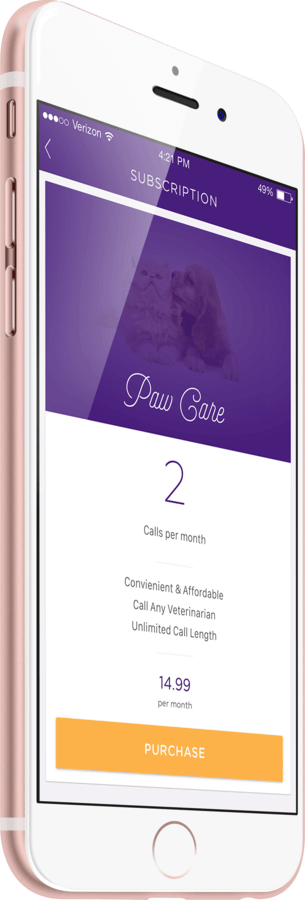 Verizon
4:21 PM
49%
SUBSCRIPTION
Paw Care
2
Calls per month
Convienient & Affordable
Call Any Veterinarian
Unlimited Call Length
14.99
per month
PURCHASE